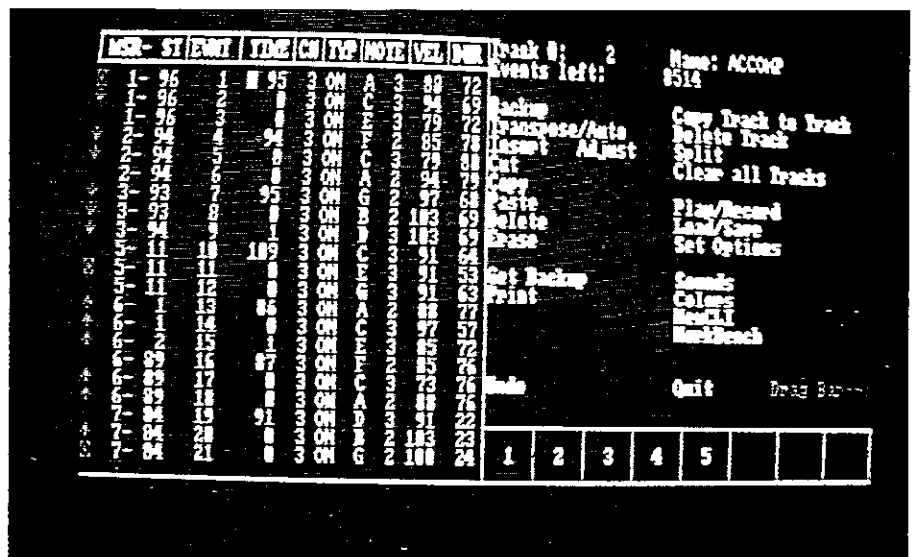 MSR- ST EVNT TIME CH TYP NOTE VEL DUR
1- 96 1 95 3 ON A 3 88 72
1- 96 2 0 3 ON C 3 94 69
1- 96 3 0 3 ON E 3 79 72
2- 94 4 94 3 ON F 2 85 78
2- 94 5 0 3 ON C 3 79 80
2- 94 6 0 3 ON A 2 94 79
3- 93 7 95 3 ON G 2 97 68
3- 93 8 0 3 ON B 2 103 69
3- 94 9 1 3 ON D 3 103 69
5- 11 10 109 3 ON C 3 91 64
5- 11 11 0 3 ON E 3 91 53
5- 11 12 0 3 ON G 2 91 63
6- 1 13 86 3 ON A 2 88 77
6- 1 14 0 3 ON C 3 97 57
6- 2 15 1 3 ON E 3 85 72
6- 89 16 87 3 ON F 2 85 76
6- 89 17 0 3 ON C 3 73 76
6- 89 18 0 3 ON A 2 88 76
7- 84 19 91 3 ON D 3 91 22
7- 84 20 0 3 ON B 2 103 23
7- 84 21 0 3 ON G 2 100 24
Track #: 2 Name: ACCOMP
Events left: 8514
Backup Copy Track to Track
Transpose/Auto Delete Track
Insert Adjust Split
Cut Clear all Tracks
Copy
Paste Play/Record
Delete Load/Save
Erase Set Options
Get Backup Sounds
Print Colors
NewCLI
WorkBench
Undo Quit Drag Bar
1 2 3 4 5